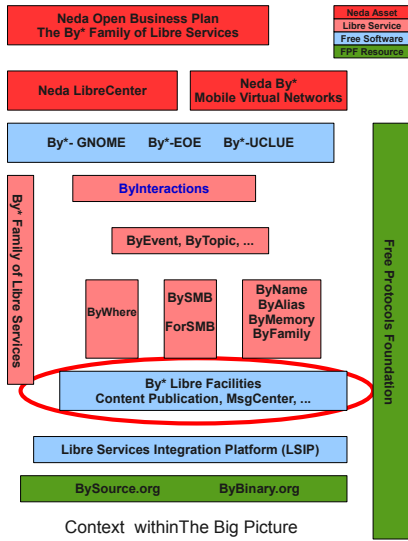 Neda Open Business Plan
The By* Family of Libre Services
Neda Asset
Libre Service
Free Software
FPF Resource
Neda LibreCenter
Neda By*
Mobile Virtual Networks
By*- GNOME By*-EOE By*-UCLUE
By* Family of Libre Services
ByInteractions
ByEvent, ByTopic, ...
ByWhere
BySMB
ForSMB
ByName
ByAlias
ByMemory
ByFamily
Free Protocols Foundation
By* Libre Facilities
Content Publication, MsgCenter, ...
Libre Services Integration Platform (LSIP)
BySource.org ByBinary.org
Context withinThe Big Picture